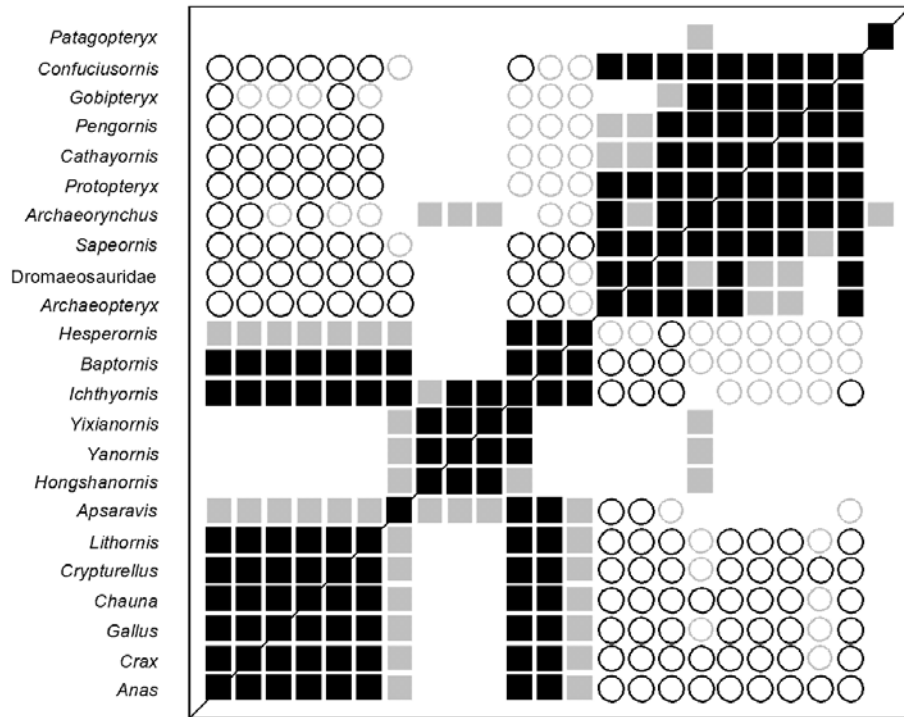 Patagopteryx
Confuciusornis
Gobipteryx
Pengornis
Cathayornis
Protopteryx
Archaeorynchus
Sapeornis
Dromaeosauridae
Archaeopteryx
Hesperornis
Baptornis
Ichthyornis
Yixianornis
Yanornis
Hongshanornis
Apsaravis
Lithornis
Crypturellus
Chauna
Gallus
Crax
Anas